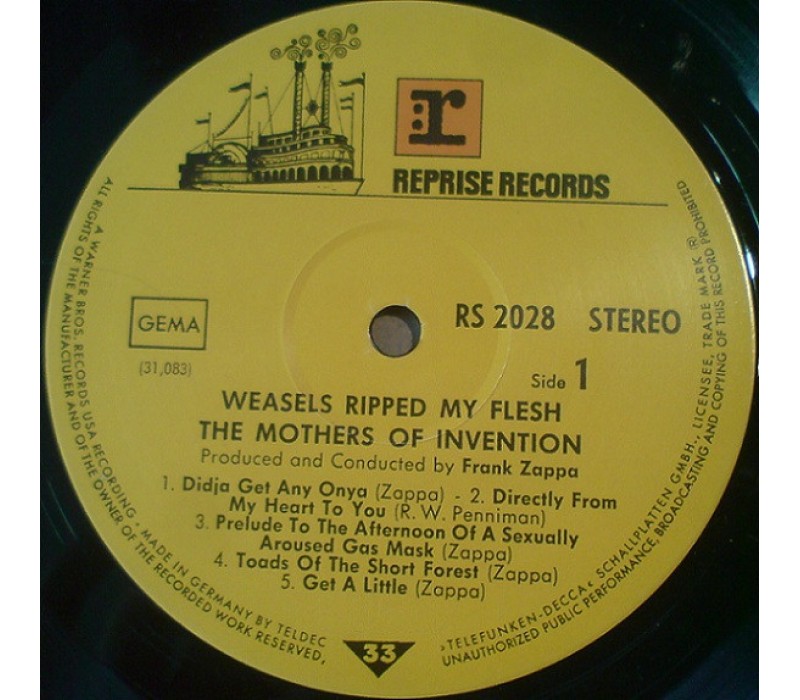 r
REPRISE RECORDS
GEMA
(31,083)
RS 2028 STEREO
Side 1
WEASELS RIPPED MY FLESH
THE MOTHERS OF INVENTION
Produced and Conducted by Frank Zappa
1. Didja Get Any Onya (Zappa) - 2. Directly From
My Heart To You (R. W. Penniman)
3. Prelude To The Afternoon Of A Sexually
Aroused Gas Mask (Zappa)
4. Toads Of The Short Forest (Zappa)
5. Get A Little (Zappa)
33
A WARNER BROS. RECORDS USA RECORDING • MADE IN GERMANY BY TELDEC
»TELEFUNKEN-DECCA« SCHALLPLATTEN GMBH., LICENSEE, TRADE MARK ®
ALL RIGHTS OF THE MANUFACTURER AND OF THE OWNER OF THE RECORDED WORK RESERVED,
UNAUTHORIZED PUBLIC PERFORMANCE, BROADCASTING AND COPYING OF THIS RECORD PROHIBITED